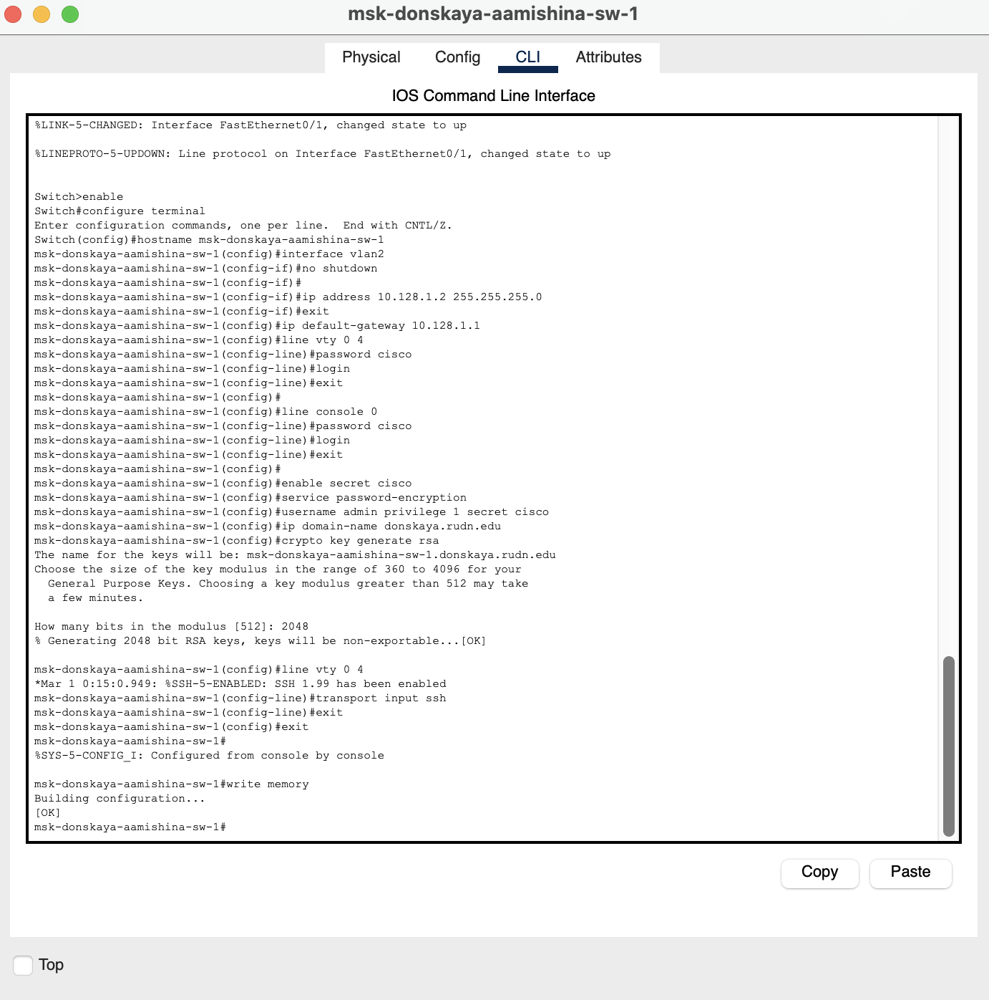 msk-donskaya-aamishina-sw-1
Physical Config CLI Attributes
IOS Command Line Interface
%LINK-5-CHANGED: Interface FastEthernet0/1, changed state to up
%LINEPROTO-5-UPDOWN: Line protocol on Interface FastEthernet0/1, changed state to up
Switch>enable
Switch#configure terminal
Enter configuration commands, one per line.  End with CNTL/Z.
Switch(config)#hostname msk-donskaya-aamishina-sw-1
msk-donskaya-aamishina-sw-1(config)#interface vlan2
msk-donskaya-aamishina-sw-1(config-if)#no shutdown
msk-donskaya-aamishina-sw-1(config-if)#
msk-donskaya-aamishina-sw-1(config-if)#ip address 10.128.1.2 255.255.255.0
msk-donskaya-aamishina-sw-1(config-if)#exit
msk-donskaya-aamishina-sw-1(config)#ip default-gateway 10.128.1.1
msk-donskaya-aamishina-sw-1(config)#line vty 0 4
msk-donskaya-aamishina-sw-1(config-line)#password cisco
msk-donskaya-aamishina-sw-1(config-line)#login
msk-donskaya-aamishina-sw-1(config-line)#exit
msk-donskaya-aamishina-sw-1(config)#
msk-donskaya-aamishina-sw-1(config)#line console 0
msk-donskaya-aamishina-sw-1(config-line)#password cisco
msk-donskaya-aamishina-sw-1(config-line)#login
msk-donskaya-aamishina-sw-1(config-line)#exit
msk-donskaya-aamishina-sw-1(config)#
msk-donskaya-aamishina-sw-1(config)#enable secret cisco
msk-donskaya-aamishina-sw-1(config)#service password-encryption
msk-donskaya-aamishina-sw-1(config)#username admin privilege 1 secret cisco
msk-donskaya-aamishina-sw-1(config)#ip domain-name donskaya.rudn.edu
msk-donskaya-aamishina-sw-1(config)#crypto key generate rsa
The name for the keys will be: msk-donskaya-aamishina-sw-1.donskaya.rudn.edu
Choose the size of the key modulus in the range of 360 to 4096 for your
  General Purpose Keys. Choosing a key modulus greater than 512 may take
  a few minutes.
How many bits in the modulus [512]: 2048
% Generating 2048 bit RSA keys, keys will be non-exportable...[OK]
msk-donskaya-aamishina-sw-1(config)#line vty 0 4
*Mar 1 0:15:0.949: %SSH-5-ENABLED: SSH 1.99 has been enabled
msk-donskaya-aamishina-sw-1(config-line)#transport input ssh
msk-donskaya-aamishina-sw-1(config-line)#exit
msk-donskaya-aamishina-sw-1(config)#exit
msk-donskaya-aamishina-sw-1#
%SYS-5-CONFIG_I: Configured from console by console
msk-donskaya-aamishina-sw-1#write memory
Building configuration...
[OK]
msk-donskaya-aamishina-sw-1#
Copy Paste
Top